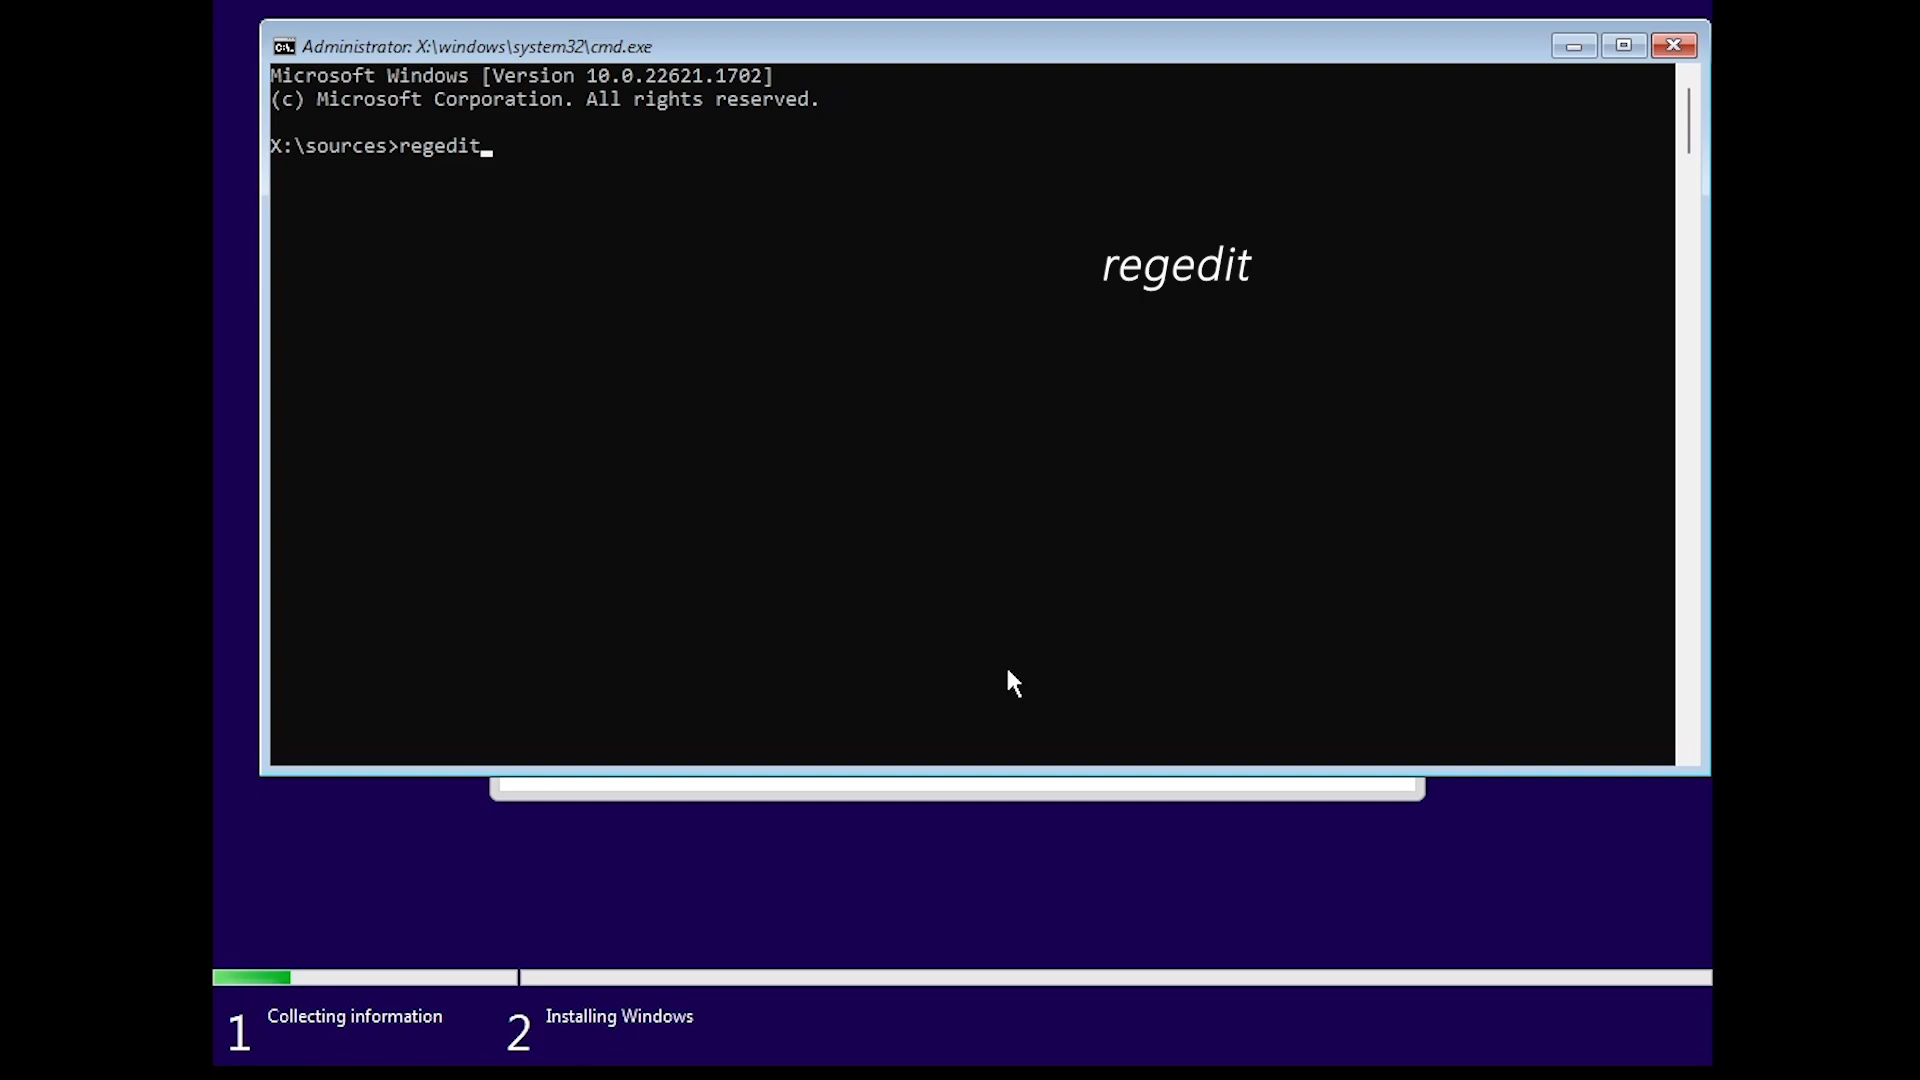 Administrator: X:\windows\system32\cmd.exe
Microsoft Windows [Version 10.0.22621.1702]
(c) Microsoft Corporation. All rights reserved.
X:\sources>regedit
regedit
1 Collecting information
2 Installing Windows